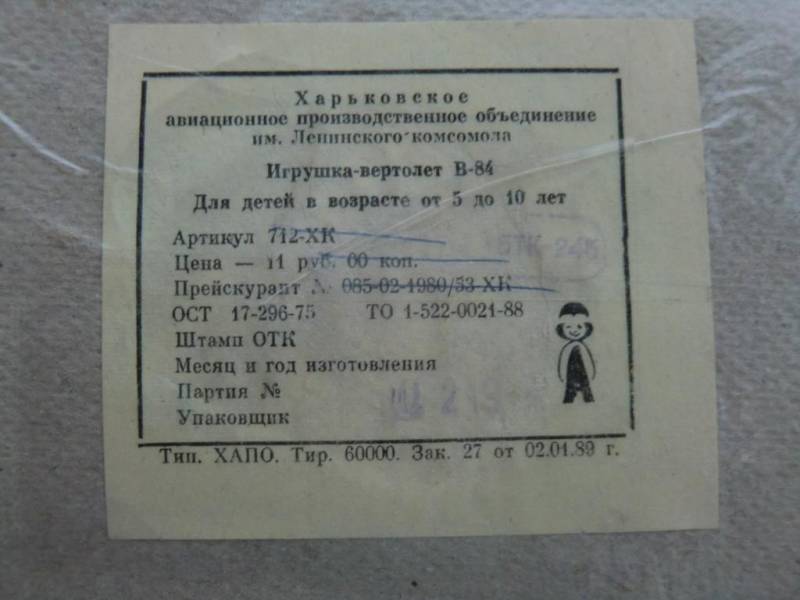 Харьковское
авиационное производственное объединение
им. Ленинского комсомола
Игрушка-вертолет В-84
Для детей в возрасте от 5 до 10 лет
Артикул 712-ХК
Цена — 11 руб. 00 коп.
Прейскурант № 085-02-1980/53-ХК
ОСТ 17-296-75 ТО 1-522-0021-88
Штамп ОТК
Месяц и год изготовления
Партия №
Упаковщик
Тип. ХАПО. Тир. 60000. Зак. 27 от 02.01.89 г.